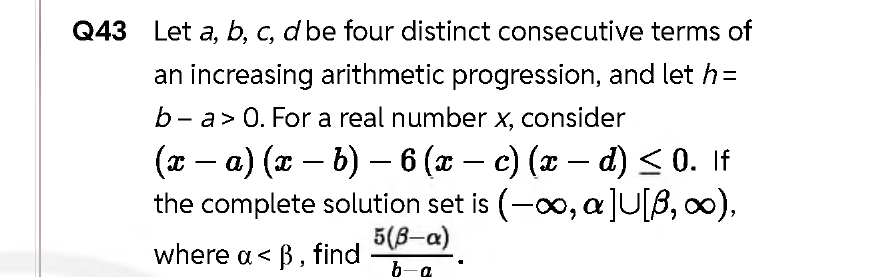 Q43 Let a, b, c, d be four distinct consecutive terms of
an increasing arithmetic progression, and let h =
b – a > 0. For a real number x, consider
(x − a) (x − b) − 6 (x − c) (x − d) ≤ 0. If
the complete solution set is (−∞, α]∪[β, ∞),
where α < β, find 5(β−α)/b−a.